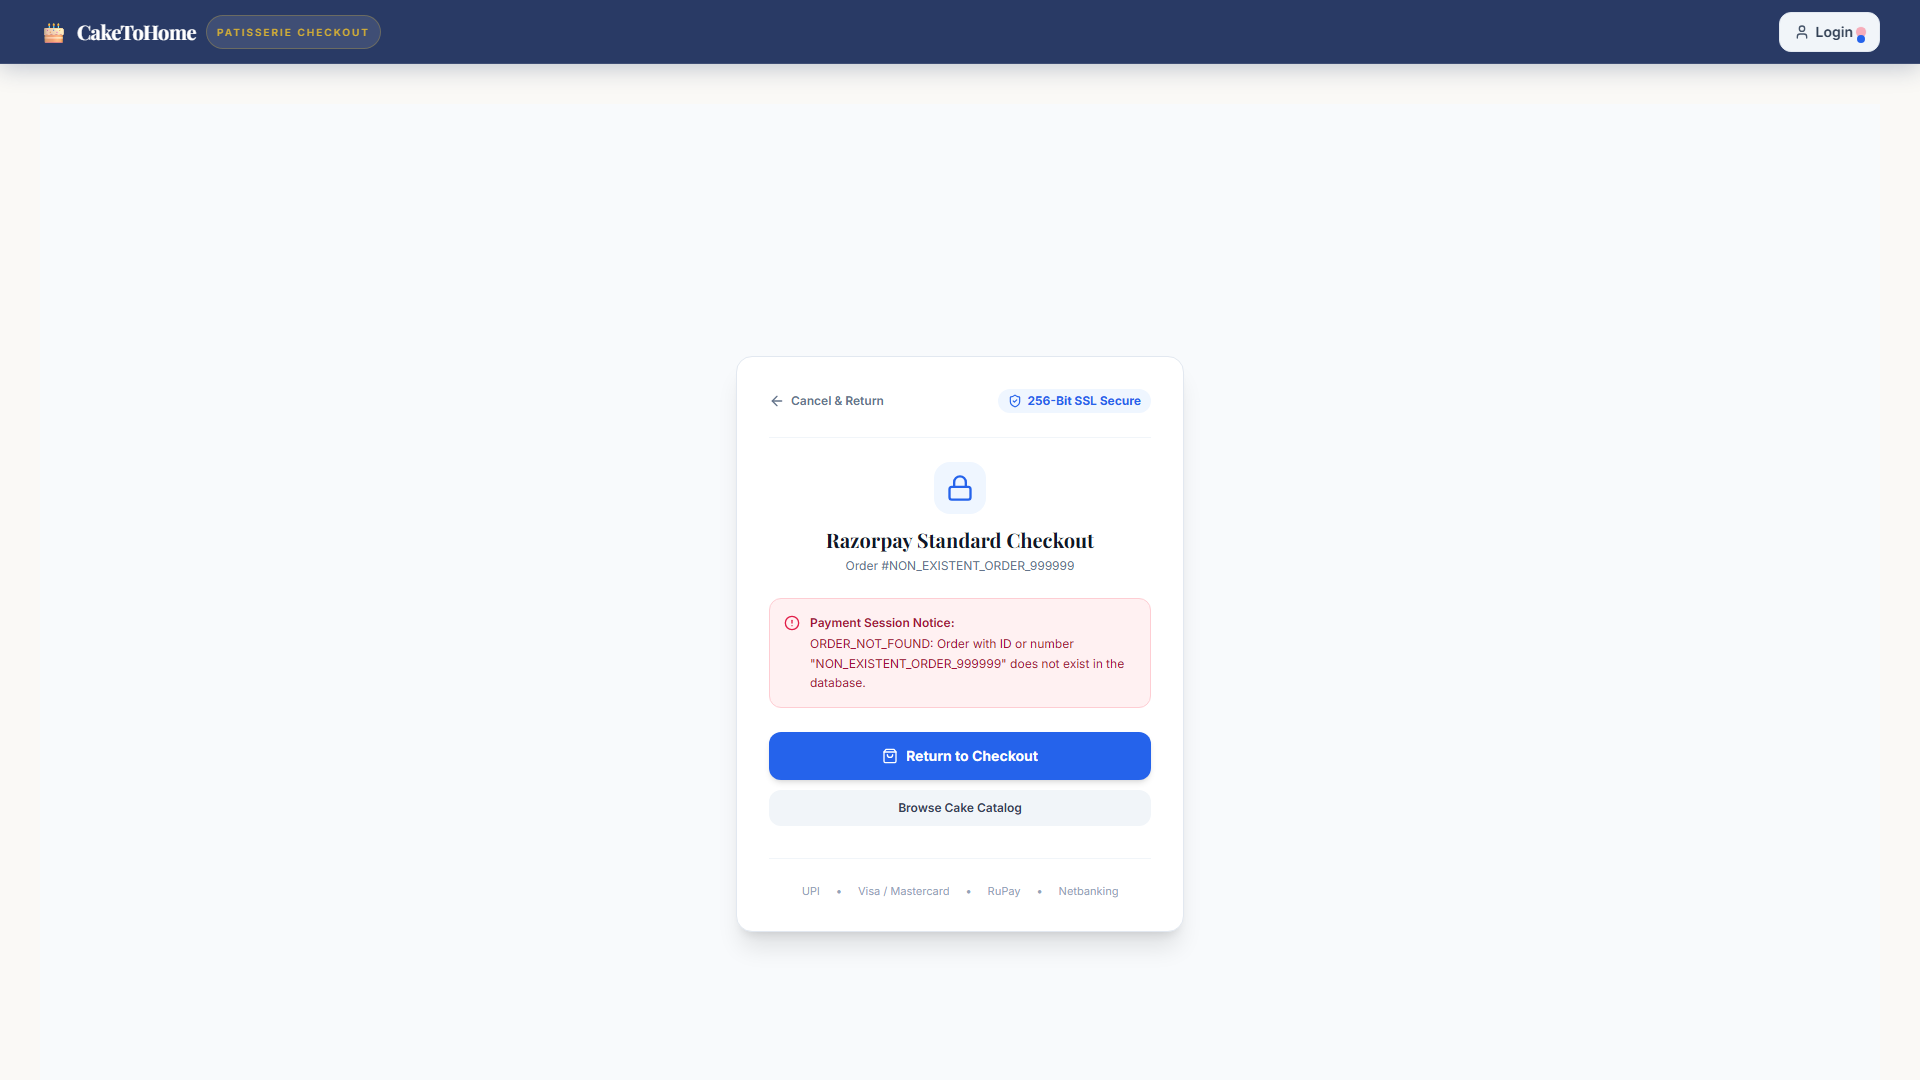 CakeToHome
PATISSERIE CHECKOUT
Login
Cancel & Return
256-Bit SSL Secure
Razorpay Standard Checkout
Order #NON_EXISTENT_ORDER_999999
Payment Session Notice:
ORDER_NOT_FOUND: Order with ID or number
"NON_EXISTENT_ORDER_999999" does not exist in the
database.
Return to Checkout
Browse Cake Catalog
UPI • Visa / Mastercard • RuPay • Netbanking